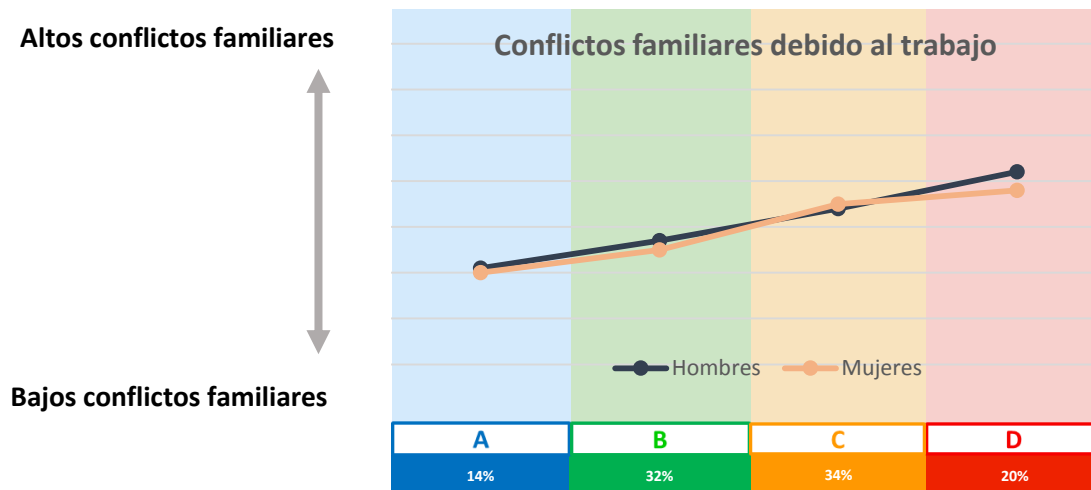 Altos conflictos familiares
Conflictos familiares debido al trabajo
Hombres
Mujeres
Bajos conflictos familiares
A
B
C
D
14%
32%
34%
20%